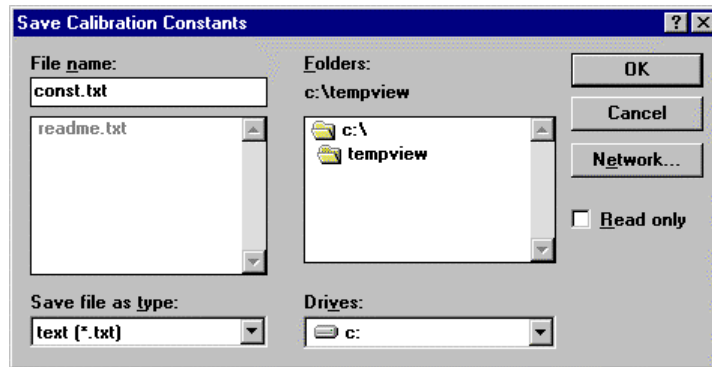 Save Calibration Constants
File name:
const.txt
readme.txt
Save file as type:
text (*.txt)
Folders:
c:\tempview
c:\
tempview
Drives:
c:
OK
Cancel
Network...
Read only